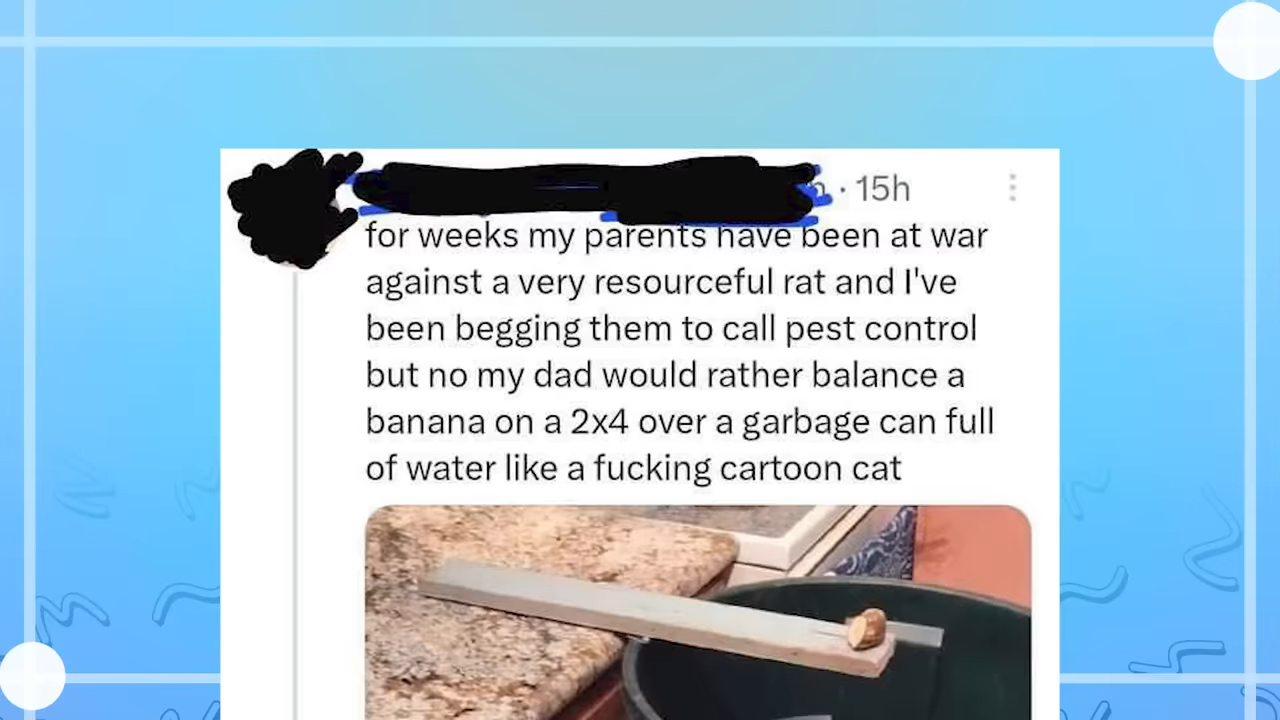 · 15h
for weeks my parents have been at war
against a very resourceful rat and I've
been begging them to call pest control
but no my dad would rather balance a
banana on a 2x4 over a garbage can full
of water like a fucking cartoon cat